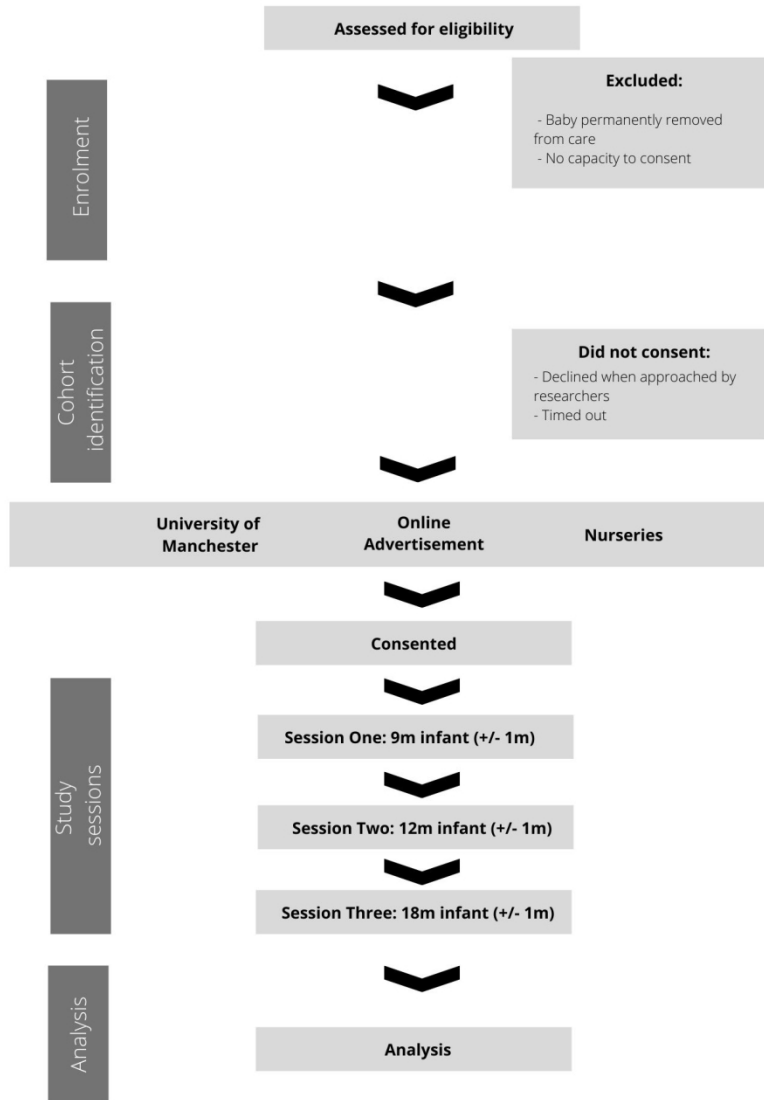 Assessed for eligibility
Enrolment
Excluded:
- Baby permanently removed
from care
- No capacity to consent
Cohort
identification
Did not consent:
- Declined when approached by
researchers
- Timed out
University of
Manchester
Online
Advertisement
Nurseries
Consented
Study
sessions
Session One: 9m infant (+/- 1m)
Session Two: 12m infant (+/- 1m)
Session Three: 18m infant (+/- 1m)
Analysis
Analysis